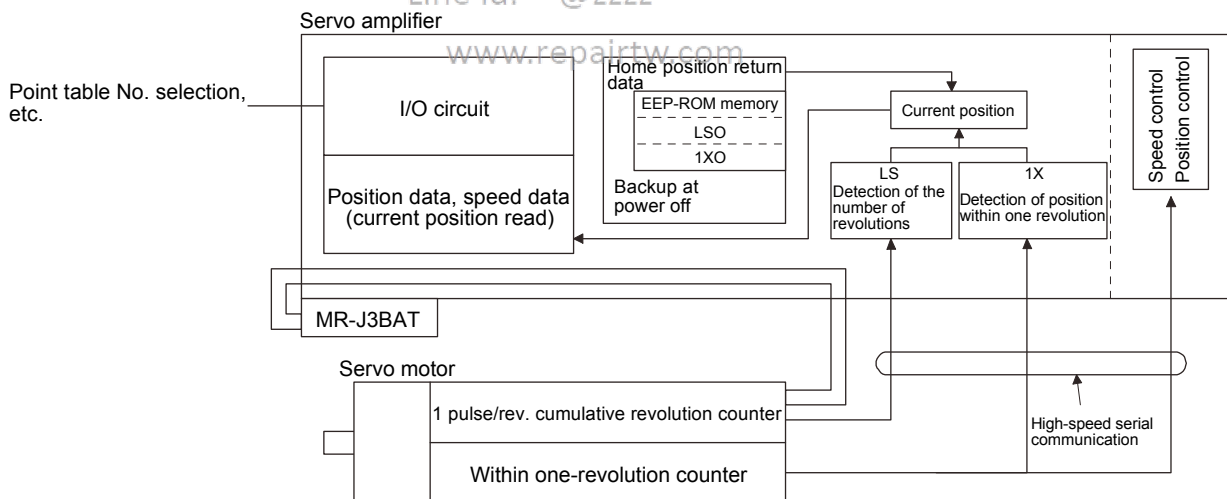 Servo amplifier
www.repairtw.com
Point table No. selection,
etc.
I/O circuit
Position data, speed data
(current position read)
Home position return
data
EEP-ROM memory
LSO
1XO
Backup at
power off
Current position
LS
Detection of the
number of
revolutions
1X
Detection of position
within one revolution
Speed control
Position control
MR-J3BAT
Servo motor
1 pulse/rev. cumulative revolution counter
Within one-revolution counter
High-speed serial
communication